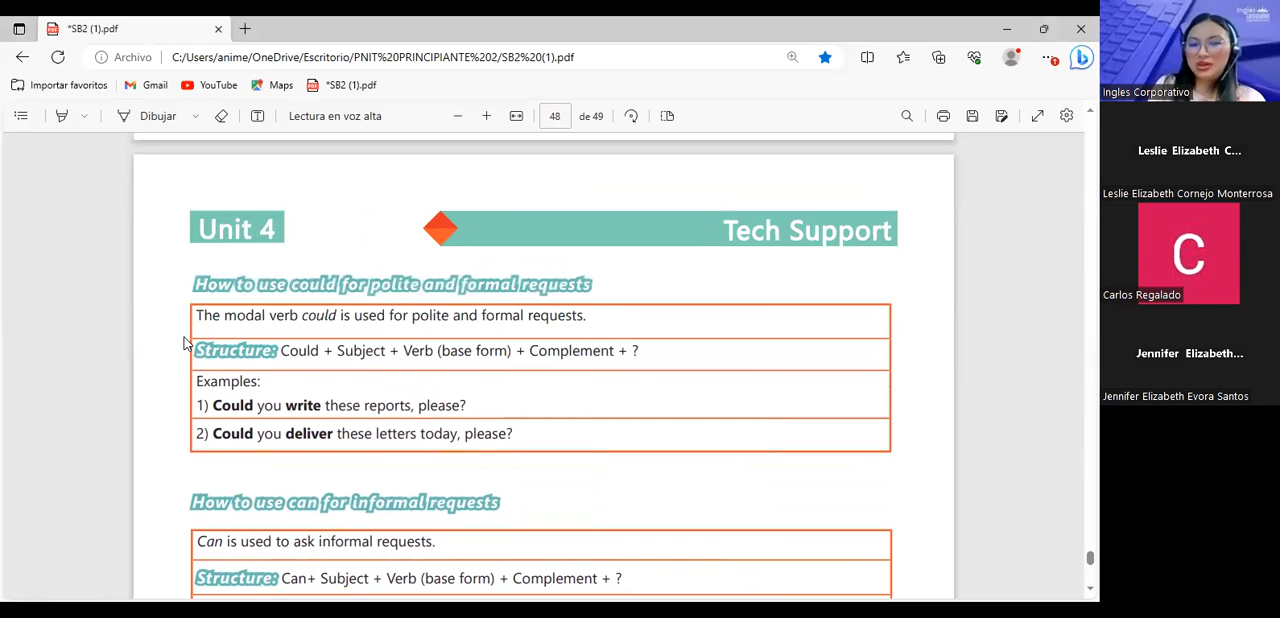 *SB2 (1).pdf
Archivo
C:/Users/anime/OneDrive/Escritorio/PNIT%20PRINCIPIANTE%202/SB2%20(1).pdf
Importar favoritos
Gmail
YouTube
Maps
*SB2 (1).pdf
Dibujar
Lectura en voz alta
48
de 49
Unit 4
Tech Support
How to use could for polite and formal requests
The modal verb could is used for polite and formal requests.
Structure: Could + Subject + Verb (base form) + Complement + ?
Examples:
1) Could you write these reports, please?
2) Could you deliver these letters today, please?
How to use can for informal requests
Can is used to ask informal requests.
Structure: Can+ Subject + Verb (base form) + Complement + ?
Ingles Corporativo
Leslie Elizabeth C...
Leslie Elizabeth Cornejo Monterrosa
C
Carlos Regalado
Jennifer Elizabeth...
Jennifer Elizabeth Evora Santos